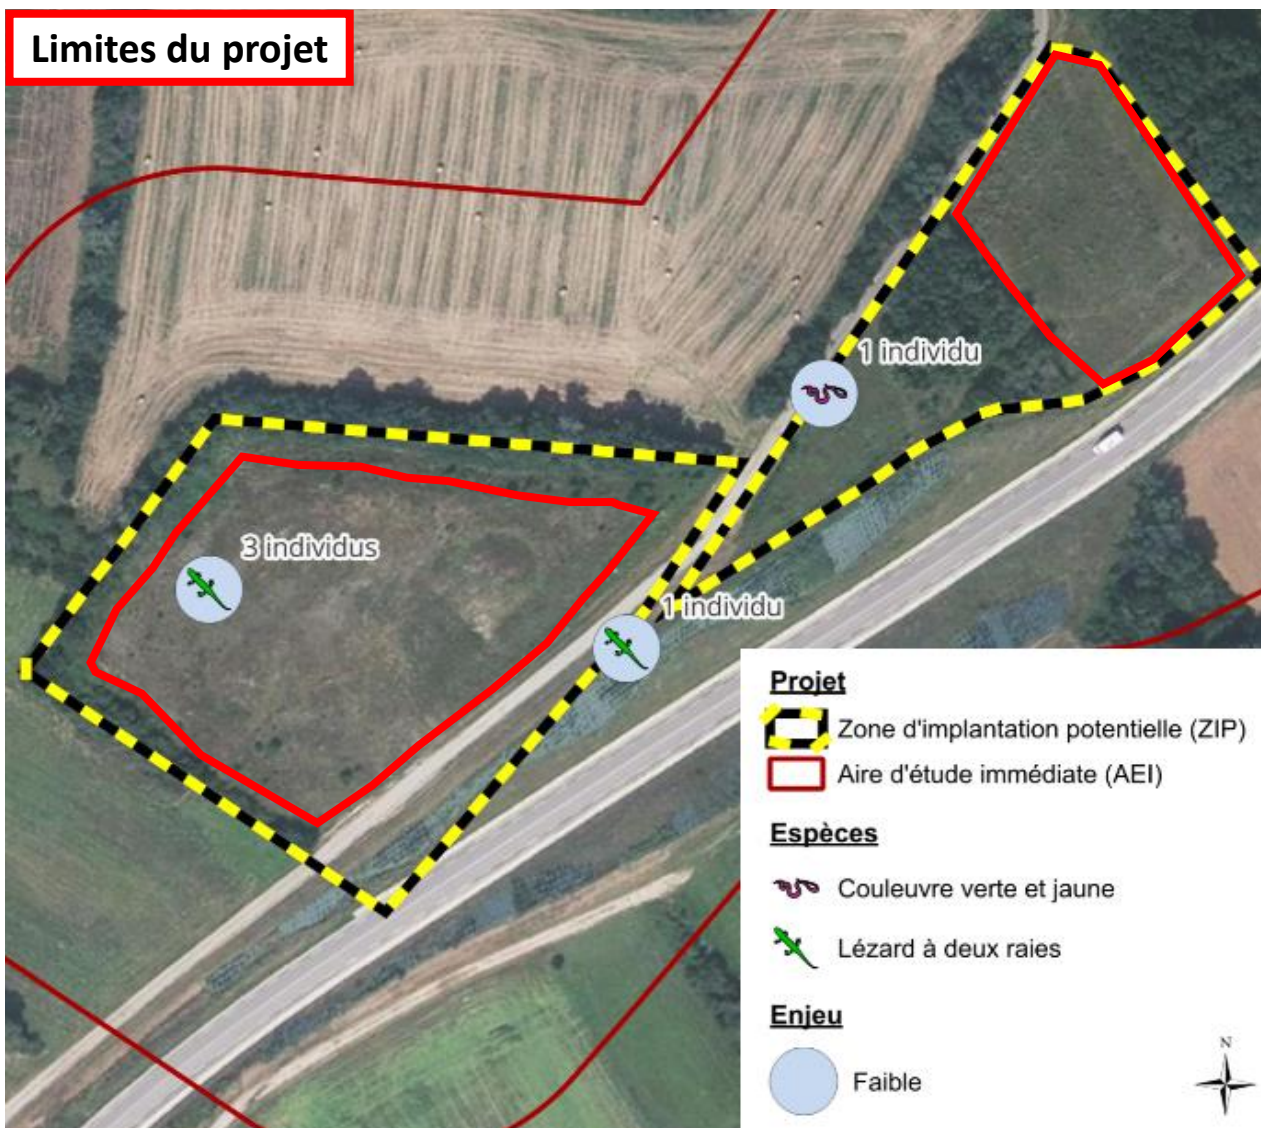 Limites du projet
1 individu
3 individus
1 individu
Projet
Zone d'implantation potentielle (ZIP)
Aire d'étude immédiate (AEI)
Espèces
Couleuvre verte et jaune
Lézard à deux raies
Enjeu
Faible
N